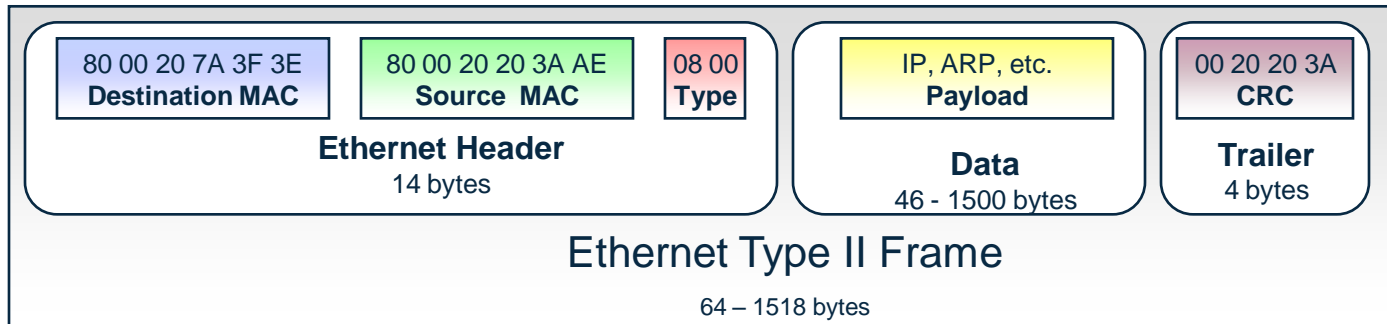 80 00 20 7A 3F 3E
Destination MAC
80 00 20 20 3A AE
Source MAC
08 00
Type
Ethernet Header
14 bytes
IP, ARP, etc.
Payload
Data
46 - 1500 bytes
00 20 20 3A
CRC
Trailer
4 bytes
Ethernet Type II Frame
64 – 1518 bytes